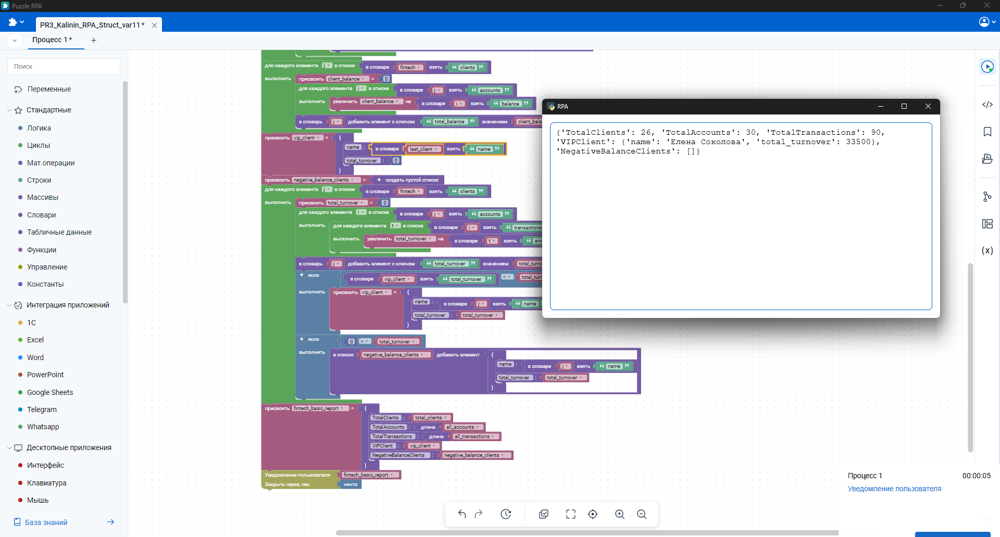 Puzzle RPA
PR3_Kalinin_RPA_Struct_var11*
Процесс 1*
Поиск
Переменные
Стандартные
Логика
Циклы
Мат.операции
Строки
Массивы
Словари
Табличные данные
Функции
Управление
Константы
Интеграция приложений
1C
Excel
Word
PowerPoint
Google Sheets
Telegram
Whatsapp
Десктопные приложения
Интерфейс
Клавиатура
Мышь
База знаний
для каждого элемента j в списке в словаре fintech взять “ clients ”
выполнить присвоить client_balance = 0
для каждого элемента i в списке в словаре j взять “ accounts ”
выполнить увеличить client_balance на в словаре i взять “ balance ”
в словарь j добавить элемент с ключом “ total_balance ” значением client_bala
присвоить vip_client = {
name : в словаре last_client взять “ name ”
total_turnover : 0
}
присвоить negative_balance_clients = + создать пустой список
для каждого элемента j в списке в словаре fintech взять “ clients ”
выполнить присвоить total_turnover = 0
для каждого элемента i в списке в словаре j взять “ accounts ”
выполнить для каждого элемента t в списке в словаре i взять “ transactions
выполнить увеличить total_turnover на в словаре t взять “ am
в словарь j добавить элемент с ключом “ total_turnover ” значением total_turno
+ если в словаре vip_client взять “ total_turnover ” < total_turn
выполнить присвоить vip_client = {
name : в словаре j взять “ name
total_turnover : total_turnover
}
+ если 0 > total_turnover
выполнить в список negative_balance_clients добавить элемент {
name : в словаре j взять “ name ”
total_turnover : total_turnover
}
присвоить fintech_basic_report = {
TotalClients : total_clients
TotalAccounts : длина all_accounts
TotalTransactions : длина all_transactions
VIPClient : vip_client
NegativeBalanceClients : negative_balance_clients
}
Уведомление пользователя fintech_basic_report
Закрыть через, сек ничто
RPA
{'TotalClients': 26, 'TotalAccounts': 30, 'TotalTransactions': 90,
'VIPClient': {'name': 'Елена Соколова', 'total_turnover': 33500},
'NegativeBalanceClients': []}
</>
(x)
Процесс 1 00:00:05
Уведомление пользователя